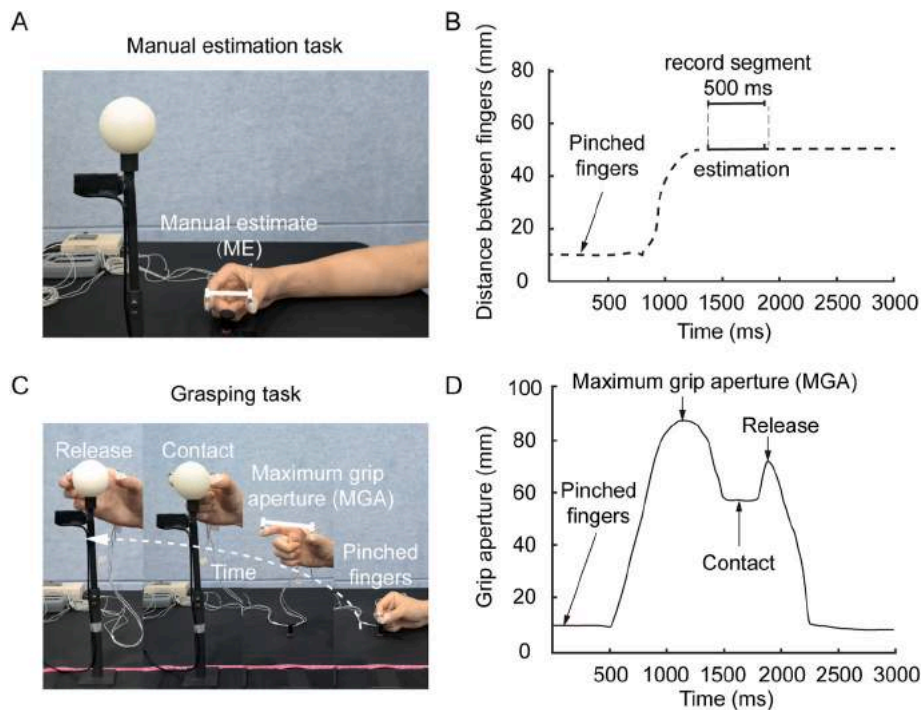 A
Manual estimation task
Manual estimate
(ME)
B
Distance between fingers (mm)
80
60
40
20
0
record segment
500 ms
Pinched
fingers
estimation
500
1000
1500
2000
2500
3000
Time (ms)
C
Grasping task
Release
Contact
Maximum grip
aperture (MGA)
Pinched
fingers
Time
D
Grip aperture (mm)
100
80
60
40
20
0
Maximum grip aperture (MGA)
Release
Pinched
fingers
Contact
500
1000
1500
2000
2500
3000
Time (ms)